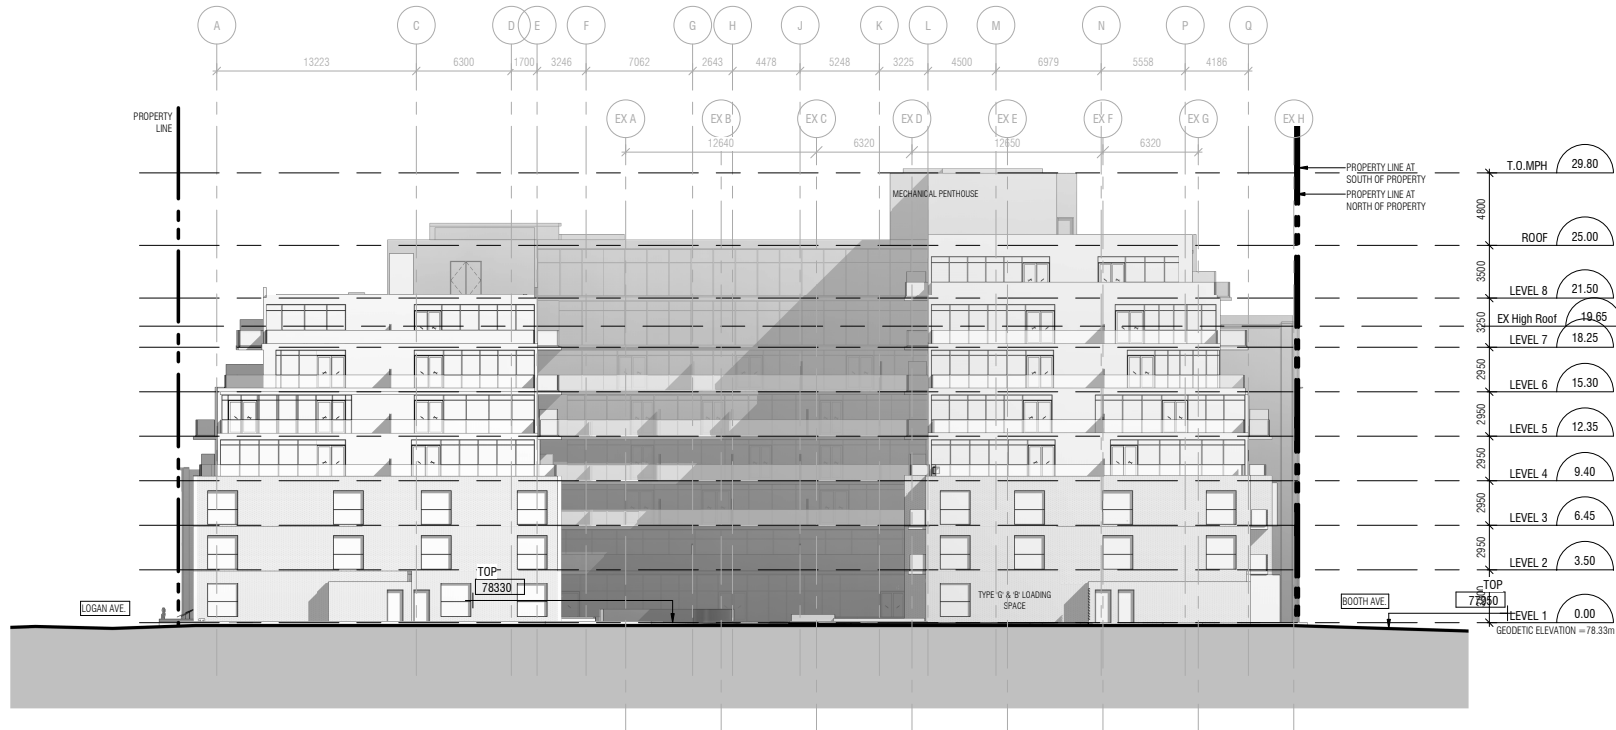 A C D E F G H J K L M N P Q
13223 6300 1700 3246 7062 2643 4478 5248 3225 4500 6979 5558 4186
PROPERTY
LINE
EX A EX B EX C EX D EX E EX F EX G EX H
12640 6320 12650 6320
PROPERTY LINE AT
SOUTH OF PROPERTY
PROPERTY LINE AT
NORTH OF PROPERTY
MECHANICAL PENTHOUSE
T.O.MPH 29.80
4800
ROOF 25.00
3500
LEVEL 8 21.50
EX High Roof 19.65
3250
LEVEL 7 18.25
2950
LEVEL 6 15.30
2950
LEVEL 5 12.35
2950
LEVEL 4 9.40
2950
LEVEL 3 6.45
2950
LEVEL 2 3.50
TOP
78330
TYPE 'G' & 'B' LOADING
SPACE
LOGAN AVE.
BOOTH AVE.
TOP
77950
LEVEL 1 0.00
GEODETIC ELEVATION =78.33m